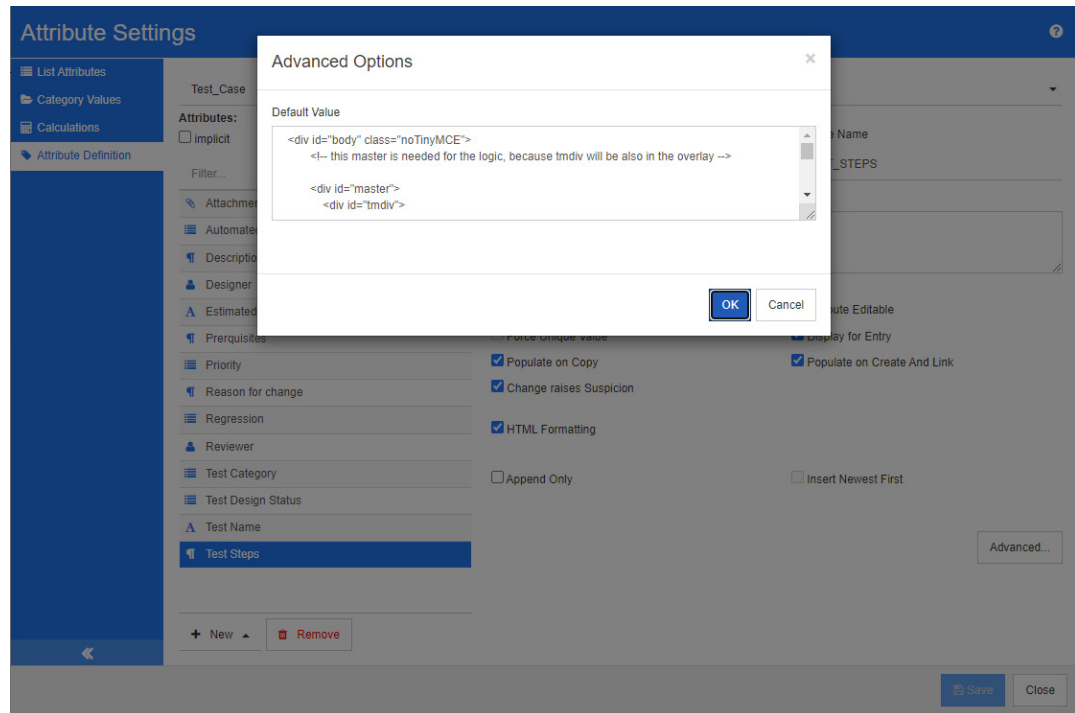 Attribute Settings
List Attributes
Category Values
Calculations
Attribute Definition
Test_Case
Attributes:
implicit
Filter...
Attachmen
Automate
Descriptio
Designer
Estimated
Prerquisites
Priority
Reason for change
Regression
Reviewer
Test Category
Test Design Status
Test Name
Test Steps
+ New
Remove
Advanced Options
×
Default Value
<div id="body" class="noTinyMCE">
<!-- this master is needed for the logic, because tmdiv will be also in the overlay -->
<div id="master">
<div id="tmdiv">
OK Cancel
Name
_STEPS
ute Editable
Force Unique Value Display for Entry
Populate on Copy Populate on Create And Link
Change raises Suspicion
HTML Formatting
Append Only Insert Newest First
Advanced...
Save Close